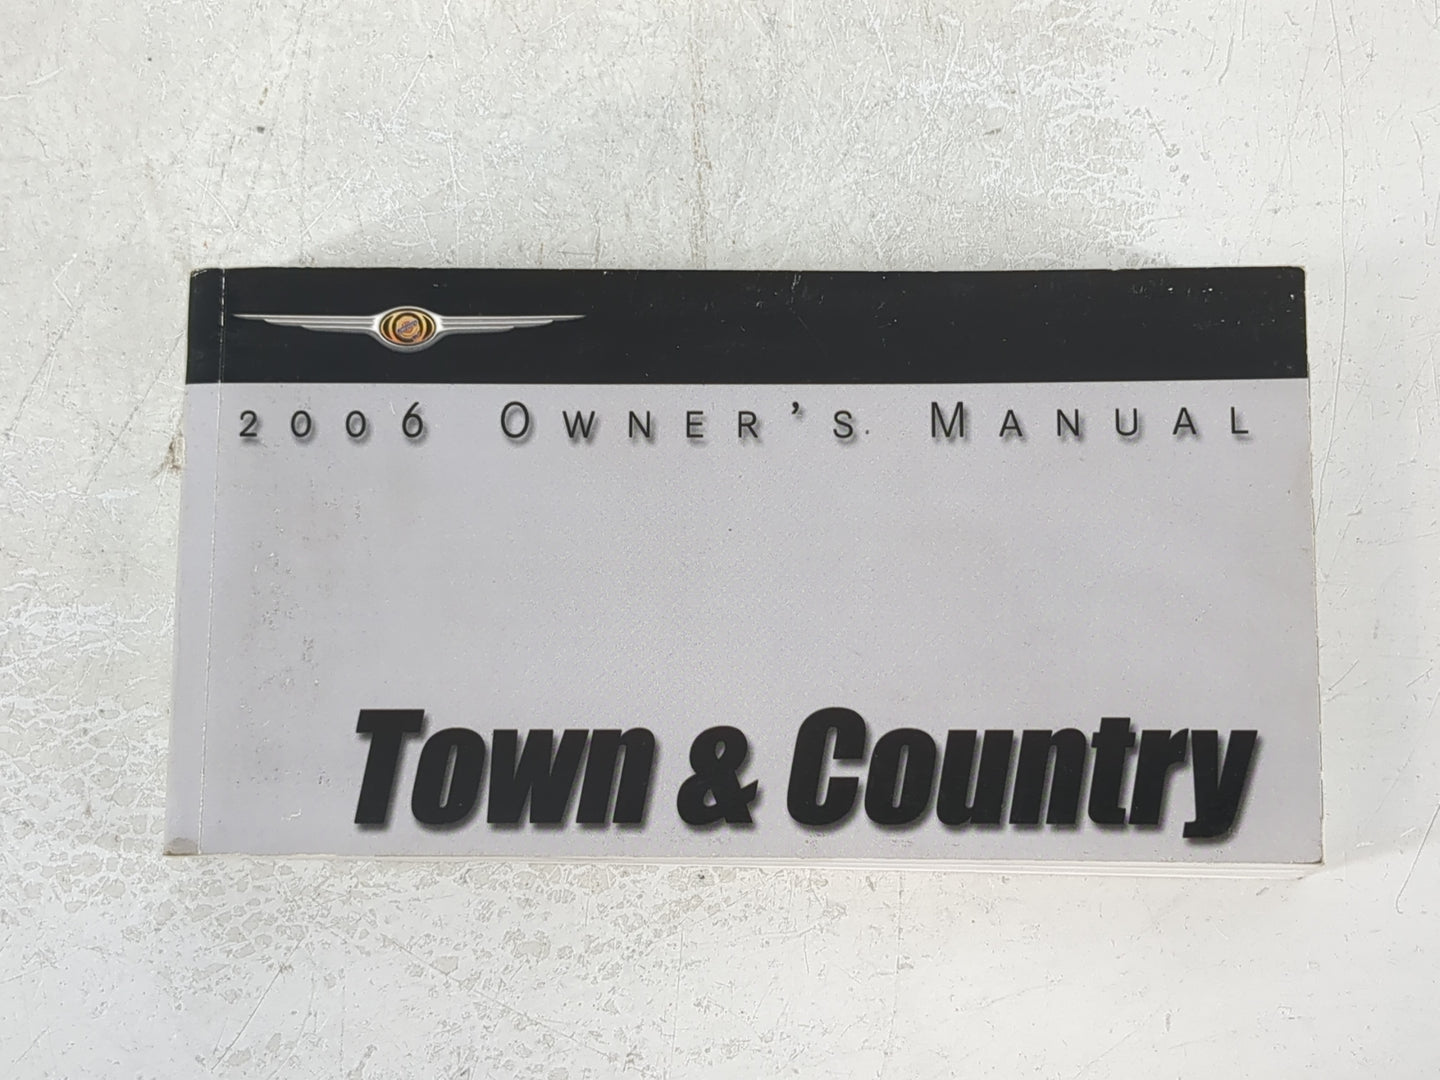 2006 OWNER'S MANUAL
Town & Country